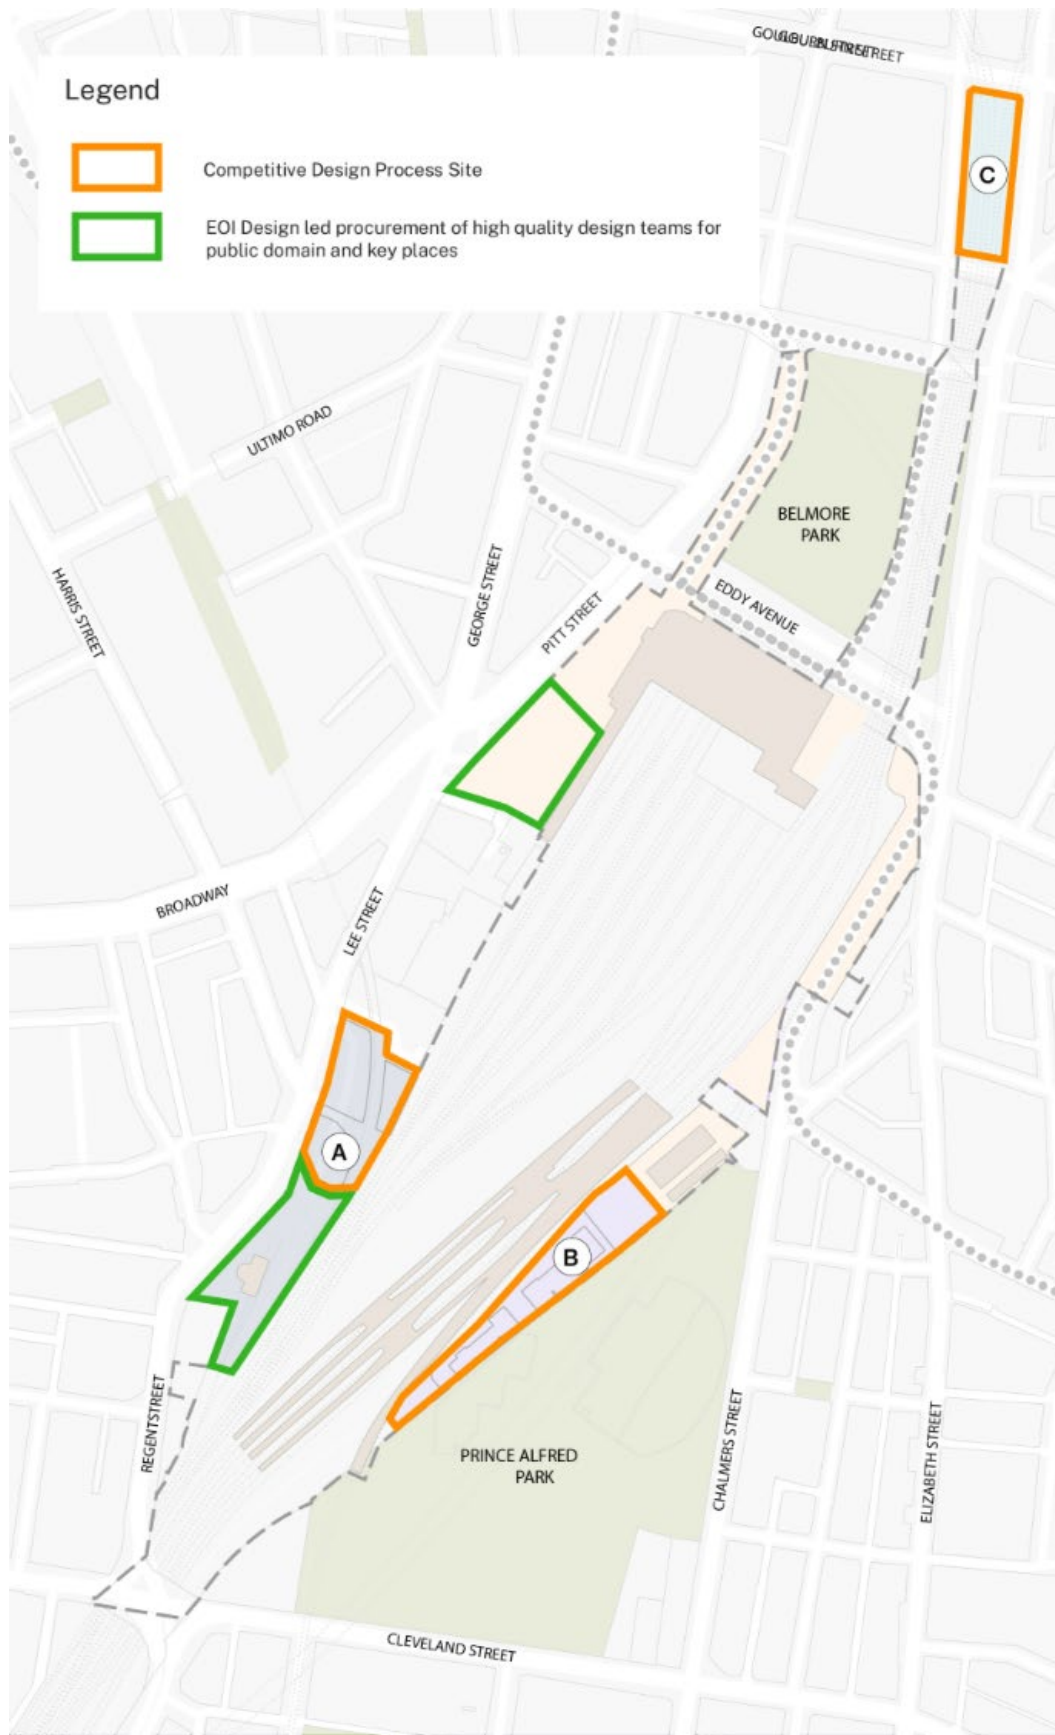 Legend
Competitive Design Process Site
EOI Design led procurement of high quality design teams for
public domain and key places
STREET
C
ULTIMO ROAD
BELMORE
PARK
HARRIS STREET
GEORGE STREET
PITT STREET
EDDY AVENUE
BROADWAY
LEE STREET
A
B
REGENTSTREET
PRINCE ALFRED
PARK
CHALMERS STREET
ELIZABETH STREET
CLEVELAND STREET